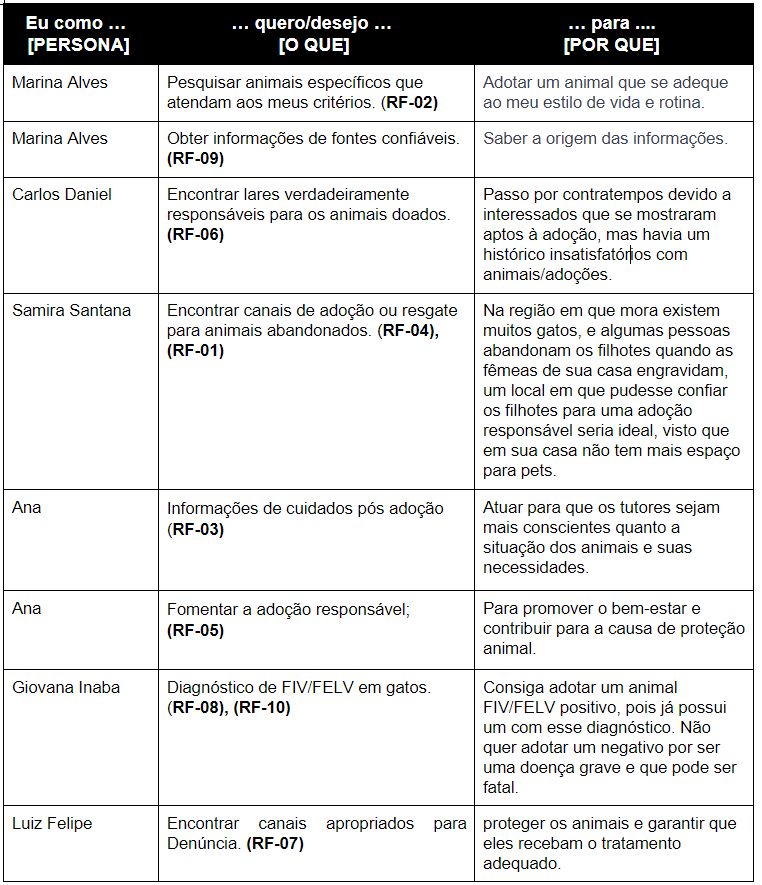 Eu como …
[PERSONA]
… quero/desejo …
[O QUE]
… para ....
[POR QUE]
Marina Alves
Pesquisar animais específicos que
atendam aos meus critérios. (RF-02)
Adotar um animal que se adeque
ao meu estilo de vida e rotina.
Marina Alves
Obter informações de fontes confiáveis.
(RF-09)
Saber a origem das informações.
Carlos Daniel
Encontrar lares verdadeiramente
responsáveis para os animais doados.
(RF-06)
Passo por contratempos devido a
interessados que se mostraram
aptos à adoção, mas havia um
histórico insatisfatórios com
animais/adoções.
Samira Santana
Encontrar canais de adoção ou resgate
para animais abandonados. (RF-04),
(RF-01)
Na região em que mora existem
muitos gatos, e algumas pessoas
abandonam os filhotes quando as
fêmeas de sua casa engravidam,
um local em que pudesse confiar
os filhotes para uma adoção
responsável seria ideal, visto que
em sua casa não tem mais espaço
para pets.
Ana
Informações de cuidados pós adoção
(RF-03)
Atuar para que os tutores sejam
mais conscientes quanto a
situação dos animais e suas
necessidades.
Ana
Fomentar a adoção responsável;
(RF-05)
Para promover o bem-estar e
contribuir para a causa de proteção
animal.
Giovana Inaba
Diagnóstico de FIV/FELV em gatos.
(RF-08), (RF-10)
Consiga adotar um animal
FIV/FELV positivo, pois já possui
um com esse diagnóstico. Não
quer adotar um negativo por ser
uma doença grave e que pode ser
fatal.
Luiz Felipe
Encontrar canais apropriados para
Denúncia. (RF-07)
proteger os animais e garantir que
eles recebam o tratamento
adequado.